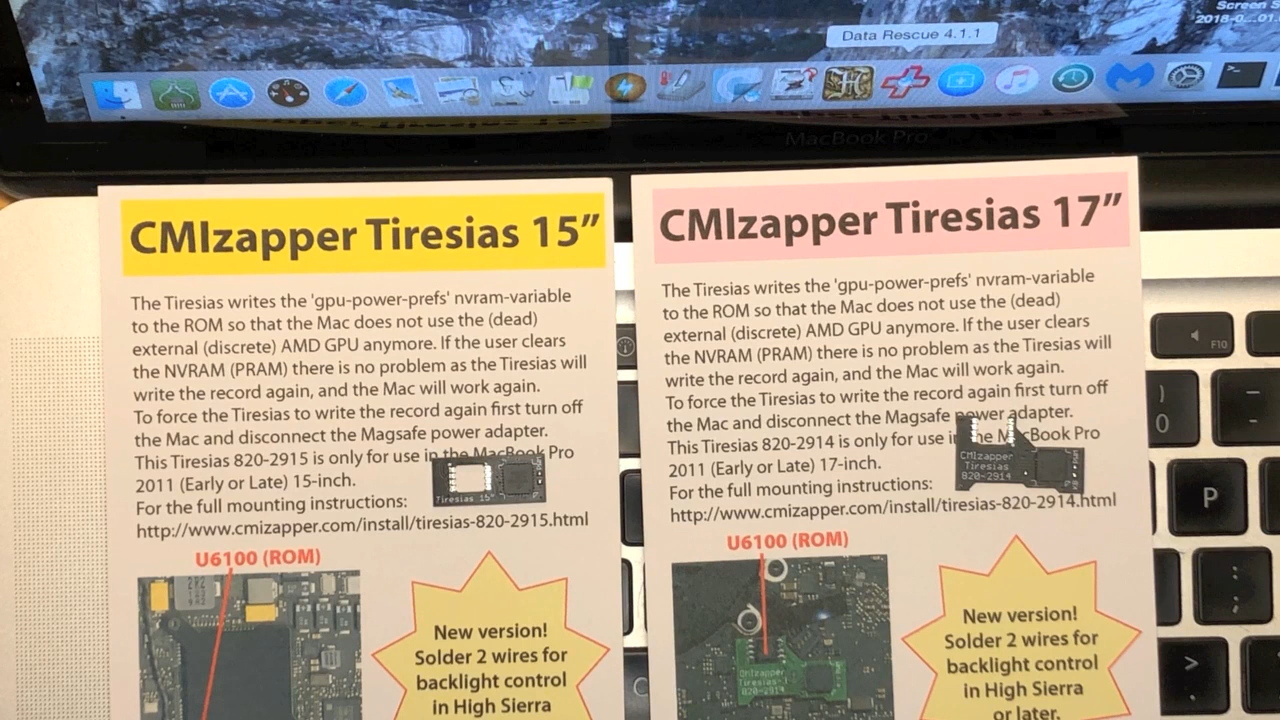 Screen S
2018-0...01.
Data Rescue 4.1.1
MacBook Pro
CMIzapper Tiresias 15”
The Tiresias writes the 'gpu-power-prefs' nvram-variable
to the ROM so that the Mac does not use the (dead)
external (discrete) AMD GPU anymore. If the user clears
the NVRAM (PRAM) there is no problem as the Tiresias will
write the record again, and the Mac will work again.
To force the Tiresias to write the record again first turn off
the Mac and disconnect the Magsafe power adapter.
This Tiresias 820-2915 is only for use in the MacBook Pro
2011 (Early or Late) 15-inch.
For the full mounting instructions:
http://www.cmizapper.com/install/tiresias-820-2915.html
Tiresias 15"
U6100 (ROM)
New version!
Solder 2 wires for
backlight control
in High Sierra
CMIzapper Tiresias 17”
The Tiresias writes the 'gpu-power-prefs' nvram-variable
to the ROM so that the Mac does not use the (dead)
external (discrete) AMD GPU anymore. If the user clears
the NVRAM (PRAM) there is no problem as the Tiresias will
write the record again, and the Mac will work again.
To force the Tiresias to write the record again first turn off
the Mac and disconnect the Magsafe power adapter.
This Tiresias 820-2914 is only for use in the MacBook Pro
2011 (Early or Late) 17-inch.
For the full mounting instructions:
http://www.cmizapper.com/install/tiresias-820-2914.html
CMIzapper
Tiresias
820-2914
U6100 (ROM)
CMIzapper
Tiresias
820-2914
New version!
Solder 2 wires for
backlight control
in High Sierra
or later.
F10
)
0
P
>